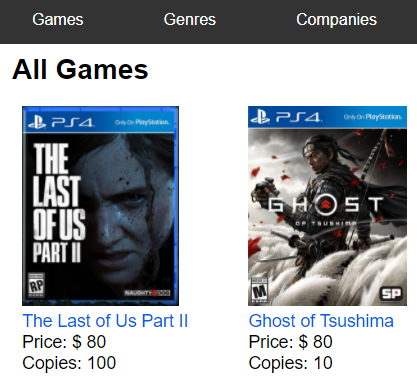 Games Genres Companies
All Games
PS4 Only On PlayStation.
THE
LAST
OF US
PART II
RP
NAUGHTY DOG
PS4 Only On PlayStation.
GHOST
OF TSUSHIMA
M
SP
The Last of Us Part II
Price: $ 80
Copies: 100
Ghost of Tsushima
Price: $ 80
Copies: 10